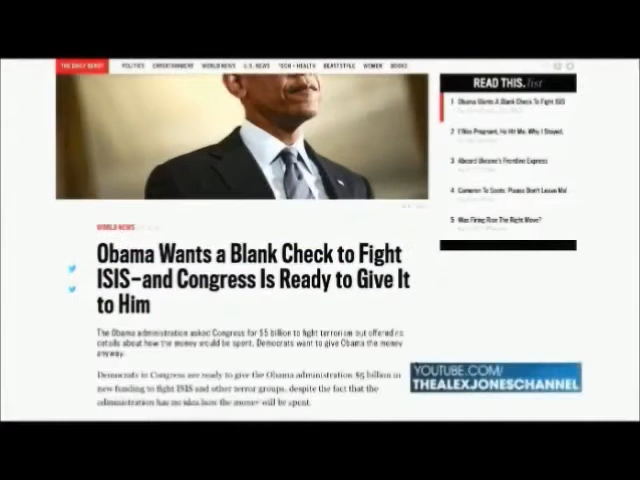 THE DAILY BEAST
POLITICS ENTERTAINMENT WORLD NEWS U.S. NEWS TECH + HEALTH BEASTSTYLE WOMEN BOOKS
READ THIS. list
1 Obama Wants A Blank Check To Fight ISIS
2 I Was Pregnant, He Hit Me. Why I Stayed.
3 Aboard Ukraine's Frontline Express
4 Cameron To Scots: Please Don't Leave Me!
5 Was Firing Rice The Right Move?
WORLD NEWS
Obama Wants a Blank Check to Fight
ISIS—and Congress Is Ready to Give It
to Him
The Obama administration asked Congress for $5 billion to fight terrorism but offered no
details about how the money would be spent. Democrats want to give Obama the money
anyway.
Democrats in Congress are ready to give the Obama administration $5 billion in
new funding to fight ISIS and other terror groups, despite the fact that the
administration has no idea how the money will be spent.
YOUTUBE.COM/
THEALEXJONESCHANNEL